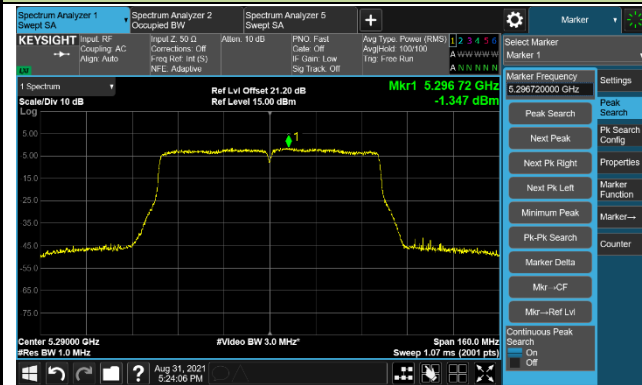 Spectrum Analyzer 1
Swept SA
Spectrum Analyzer 2
Occupied BW
Spectrum Analyzer 5
Swept SA
+
Marker
KEYSIGHT
Input: RF
Coupling: AC
Align: Auto
Input Z: 50 Ω
Corrections: Off
Freq Ref: Int (S)
NFE: Adaptive
Atten: 10 dB
PNO: Fast
Gate: Off
IF Gain: Low
Sig Track: Off
Avg Type: Power (RMS)
Avg|Hold: 100/100
Trig: Free Run
1 2 3 4 5 6
A W W W W W
A N N N N N
LXI
Select Marker
Marker 1
1 Spectrum
Scale/Div 10 dB
Log
Ref Lvl Offset 21.20 dB
Ref Level 15.00 dBm
Mkr1 5.296 72 GHz
-1.347 dBm
1
5.00
-5.00
-15.0
-25.0
-35.0
-45.0
-55.0
-65.0
-75.0
Center 5.29000 GHz
#Res BW 1.0 MHz
#Video BW 3.0 MHz*
Span 160.0 MHz
Sweep 1.07 ms (2001 pts)
Marker Frequency
5.296720000 GHz
Peak Search
Next Peak
Next Pk Right
Next Pk Left
Minimum Peak
Pk-Pk Search
Marker Delta
Mkr→CF
Mkr→Ref Lvl
Continuous Peak
Search
On
Off
Settings
Peak
Search
Pk Search
Config
Properties
Marker
Function
Marker→
Counter
?
Aug 31, 2021
5:24:06 PM